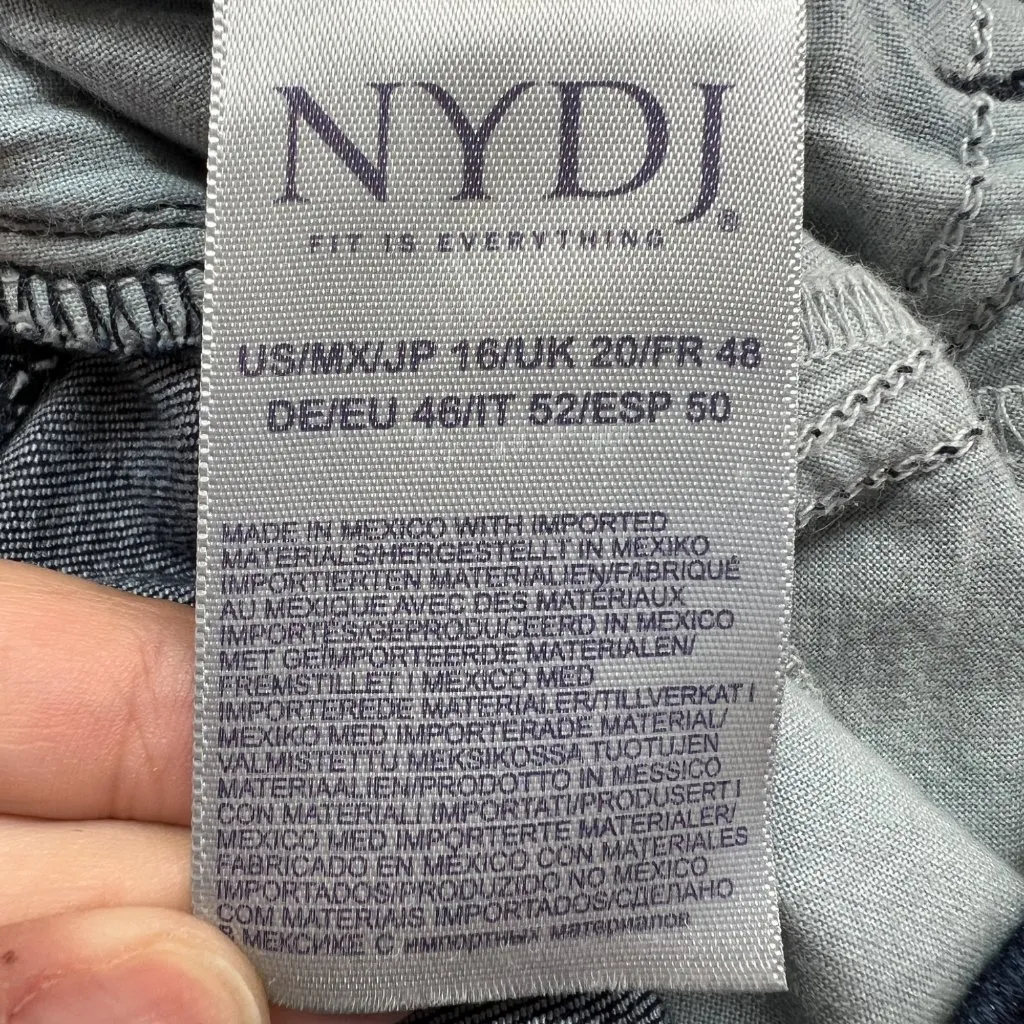 NYDJ®
FIT IS EVERYTHING
US/MX/JP 16/UK 20/FR 48
DE/EU 46/IT 52/ESP 50
MADE IN MEXICO WITH IMPORTED
MATERIALS/HERGESTELLT IN MEXIKO
IMPORTIERTEN MATERIALIEN/FABRIQUÉ
AU MEXIQUE AVEC DES MATÉRIAUX
IMPORTÉS/GEPRODUCEERD IN MEXICO
MET GEÏMPORTEERDE MATERIALEN/
FREMSTILLET I MEXICO MED
IMPORTEREDE MATERIALER/TILLVERKAT I
MEXIKO MED IMPORTERADE MATERIAL/
VALMISTETTU MEKSIKOSSA TUOTUJEN
MATERIAALIEN/PRODOTTO IN MESSICO
CON MATERIALI IMPORTATI/PRODUSERT I
MEXICO MED IMPORTERTE MATERIALER/
FABRICADO EN MÉXICO CON MATERIALES
IMPORTADOS/PRODUZIDO NO MÉXICO
COM MATERIAIS IMPORTADOS/СДЕЛАНО
В МЕКСИКЕ С импортных материалов